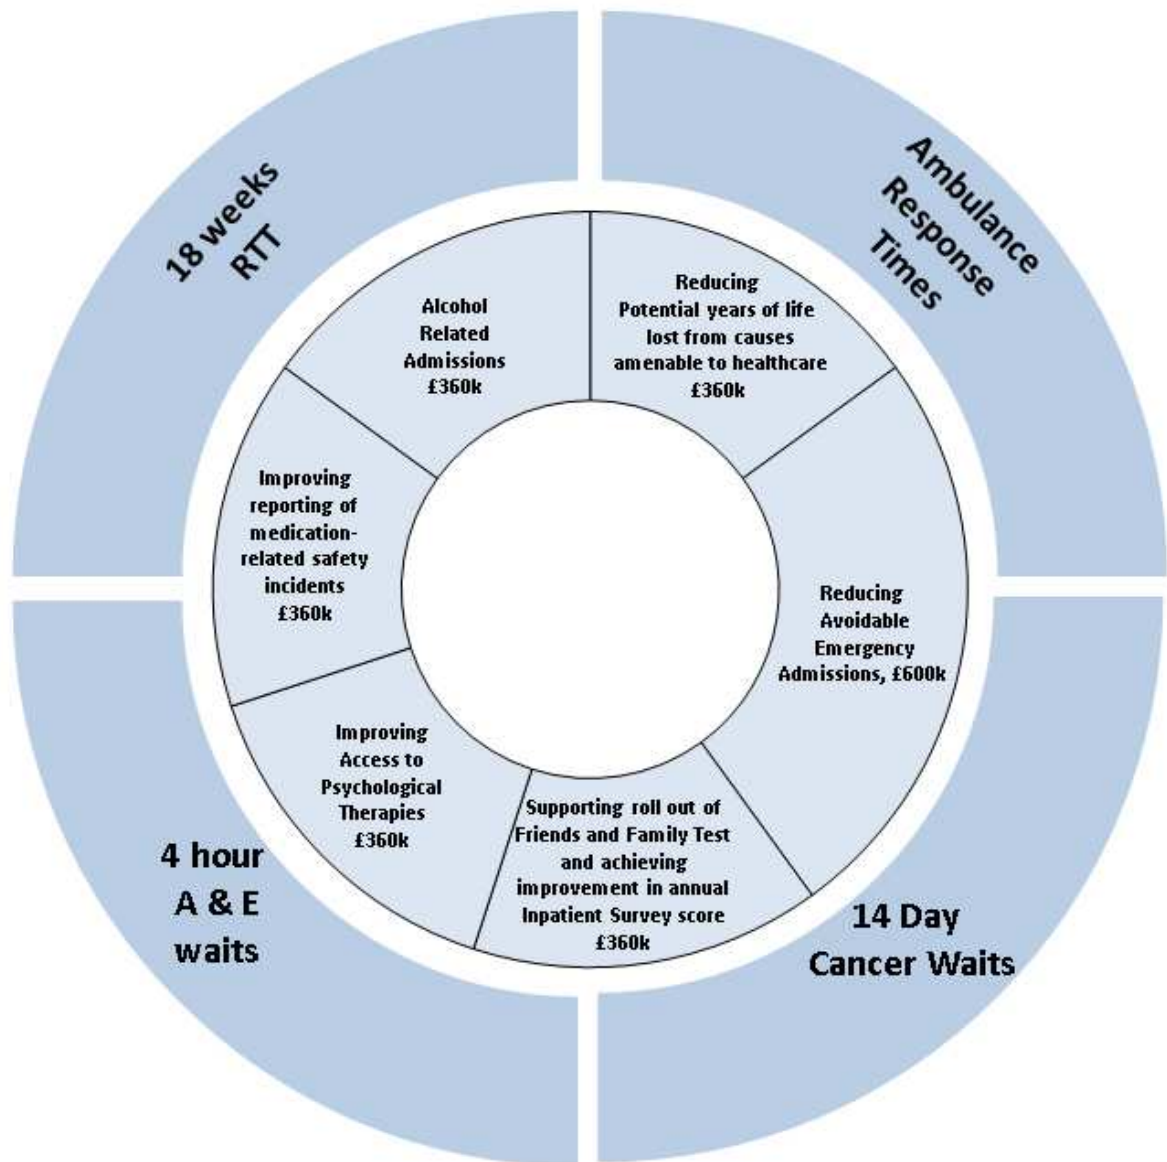 18 weeks
RTT
Ambulance
Response
Times
Alcohol
Related
Admissions
£360k
Reducing
Potential years of life
lost from causes
amenable to healthcare
£360k
Improving
reporting of
medication-
related safety
incidents
£360k
Reducing
Avoidable
Emergency
Admissions, £600k
Improving
Access to
Psychological
Therapies
£360k
Supporting roll out of
Friends and Family Test
and achieving
improvement in annual
Inpatient Survey score
£360k
4 hour
A & E
waits
14 Day
Cancer Waits